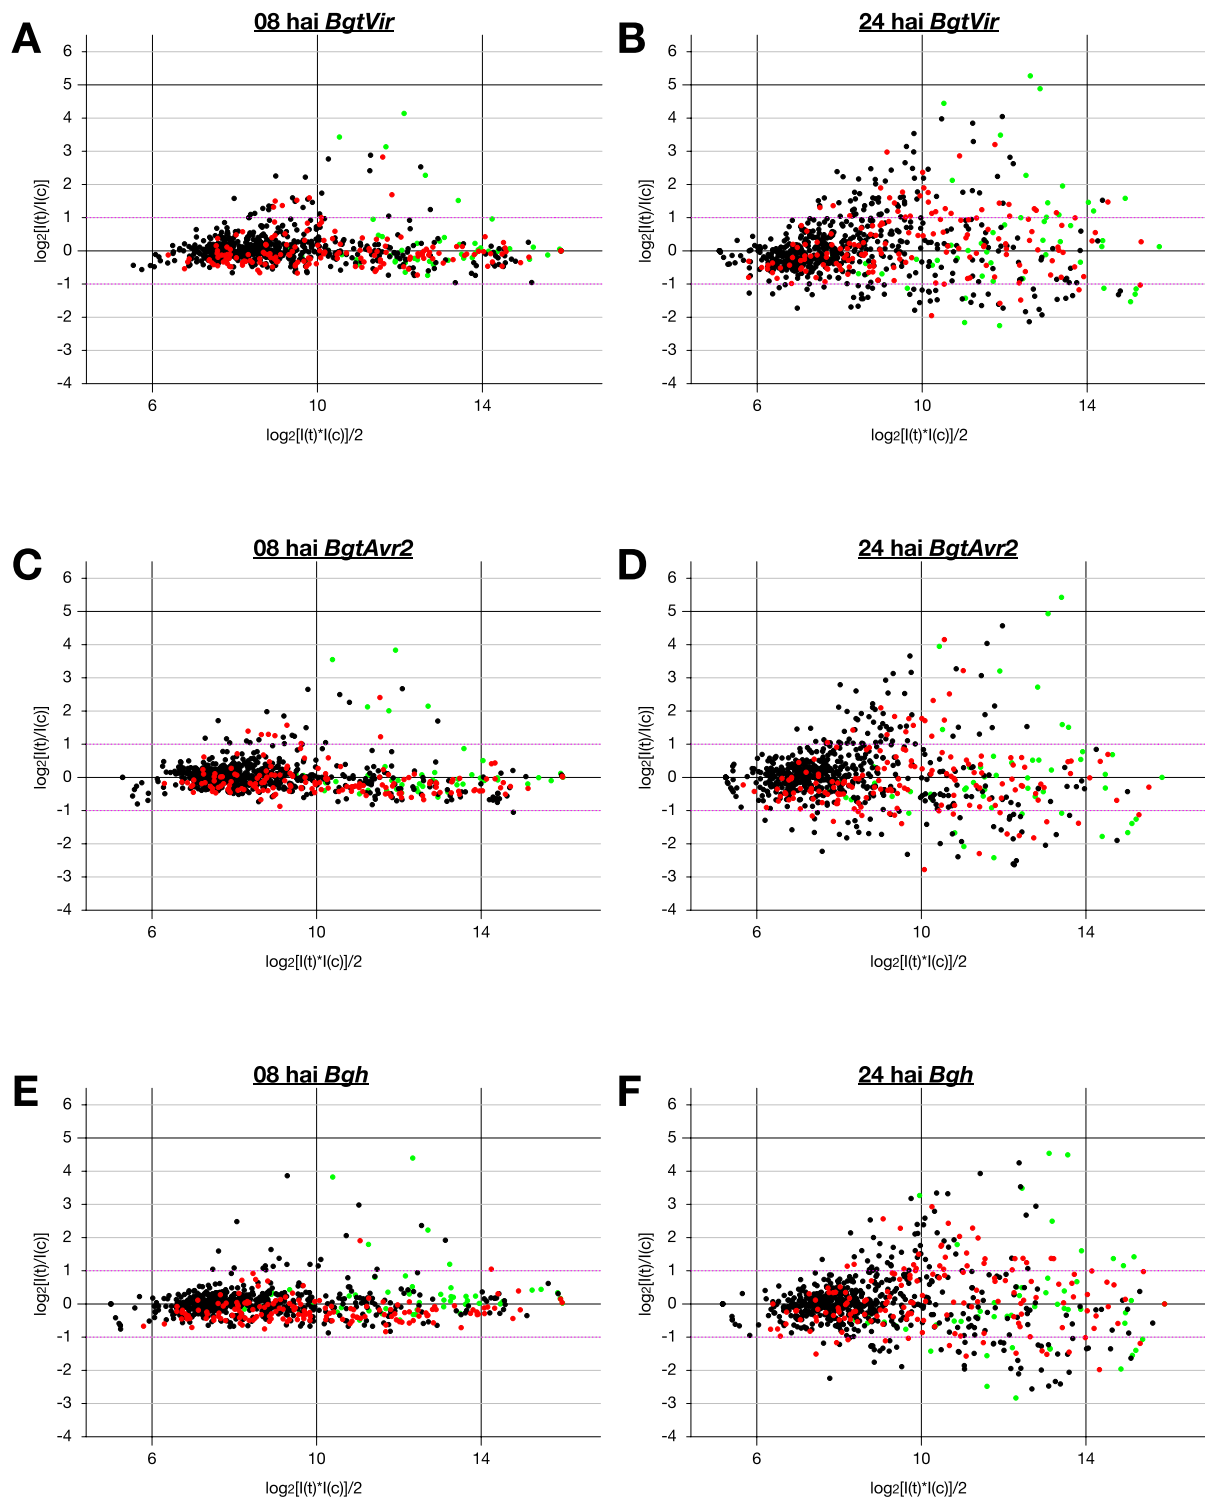 A
08 hai BgtVir
6
5
4
3
2
1
0
-1
-2
-3
-4
log2[I(t)/I(c)]
6 10 14
log2[I(t)*I(c)]/2
B
24 hai BgtVir
6
5
4
3
2
1
0
-1
-2
-3
-4
log2[I(t)/I(c)]
6 10 14
log2[I(t)*I(c)]/2
C
08 hai BgtAvr2
6
5
4
3
2
1
0
-1
-2
-3
-4
log2[I(t)/I(c)]
6 10 14
log2[I(t)*I(c)]/2
D
24 hai BgtAvr2
6
5
4
3
2
1
0
-1
-2
-3
-4
log2[I(t)/I(c)]
6 10 14
log2[I(t)*I(c)]/2
E
08 hai Bgh
6
5
4
3
2
1
0
-1
-2
-3
-4
log2[I(t)/I(c)]
6 10 14
log2[I(t)*I(c)]/2
F
24 hai Bgh
6
5
4
3
2
1
0
-1
-2
-3
-4
log2[I(t)/I(c)]
6 10 14
log2[I(t)*I(c)]/2